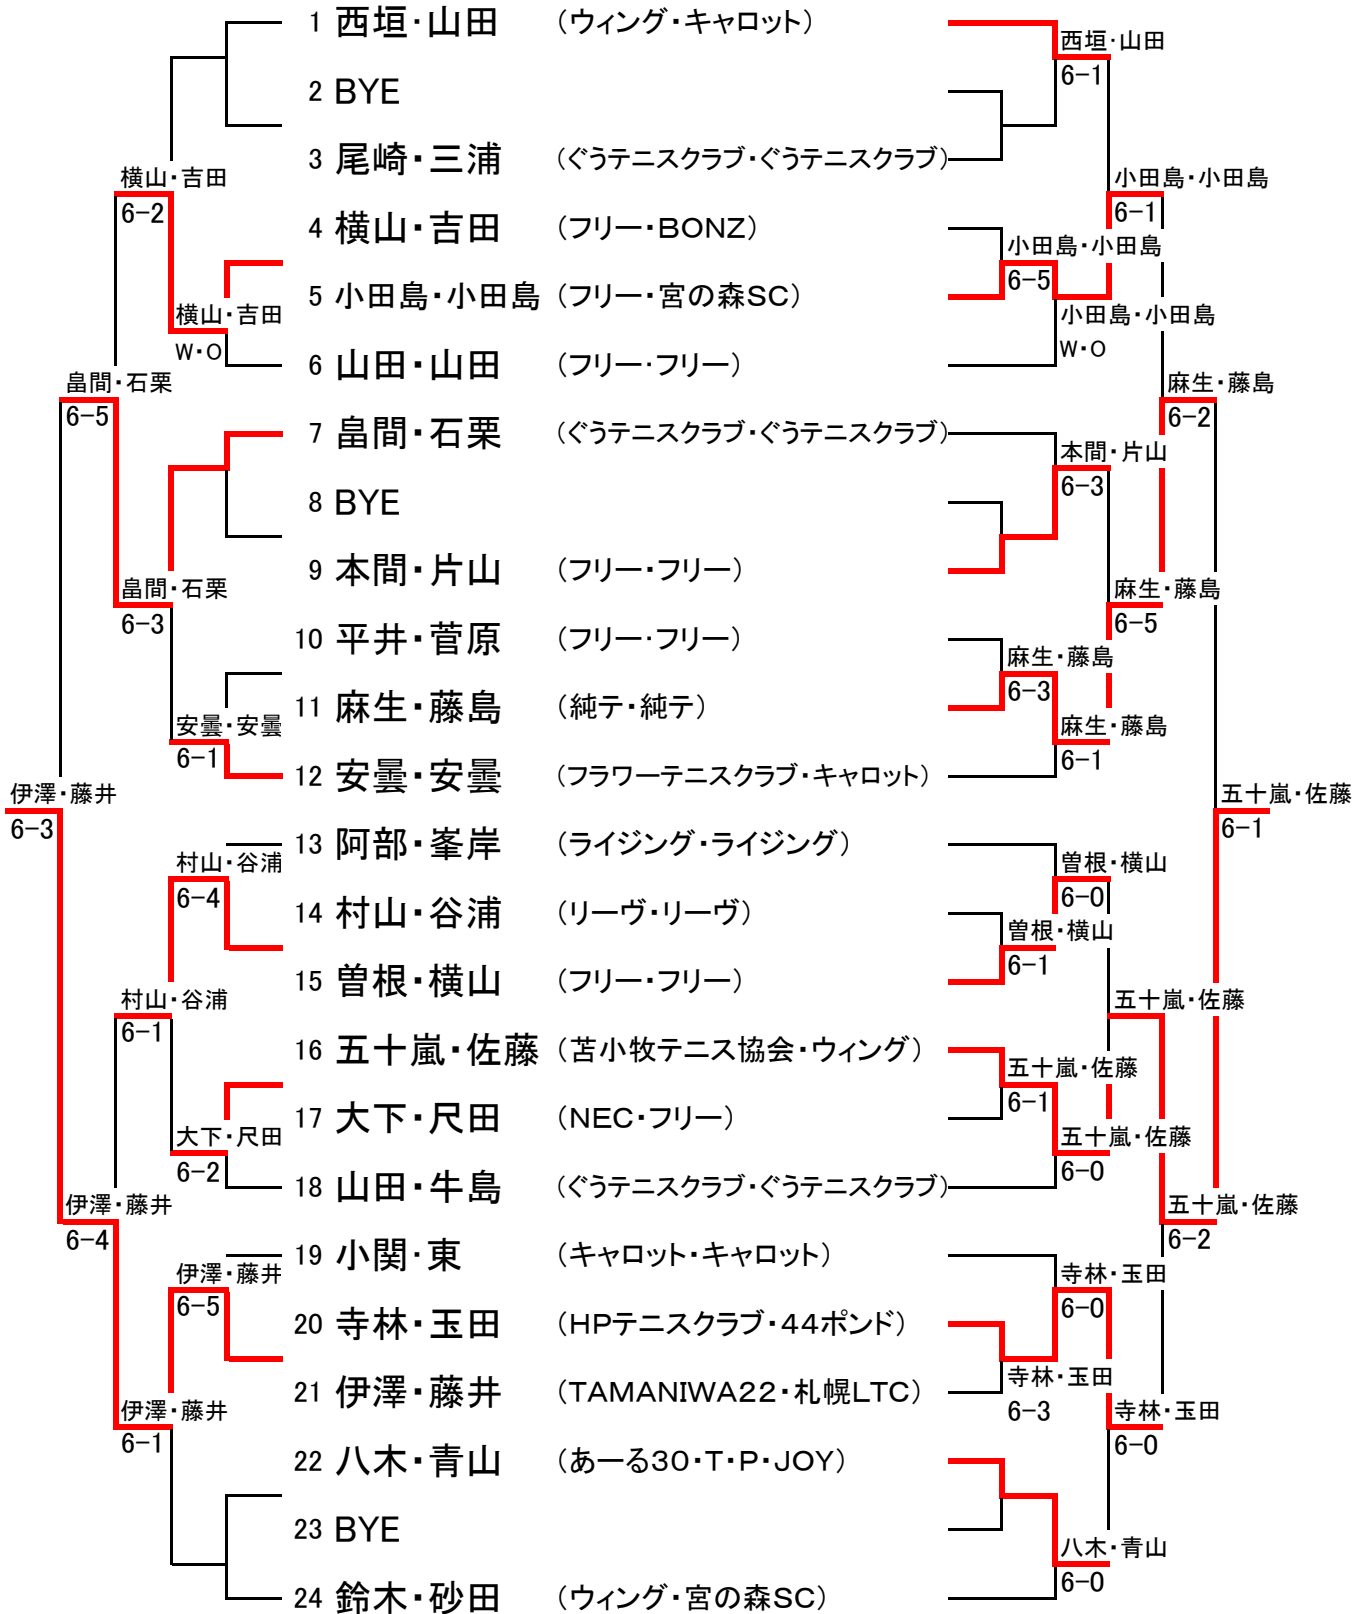 1 西垣・山田 （ウィング・キャロット）
2 BYE
3 尾崎・三浦 （ぐうテニスクラブ・ぐうテニスクラブ）
4 横山・吉田 （フリー・BONZ）
5 小田島・小田島 （フリー・宮の森SC）
6 山田・山田 （フリー・フリー）
7 畠間・石栗 （ぐうテニスクラブ・ぐうテニスクラブ）
8 BYE
9 本間・片山 （フリー・フリー）
10 平井・菅原 （フリー・フリー）
11 麻生・藤島 （純テ・純テ）
12 安曇・安曇 （フラワーテニスクラブ・キャロット）
13 阿部・峯岸 （ライジング・ライジング）
14 村山・谷浦 （リーヴ・リーヴ）
15 曽根・横山 （フリー・フリー）
16 五十嵐・佐藤 （苫小牧テニス協会・ウィング）
17 大下・尺田 （NEC・フリー）
18 山田・牛島 （ぐうテニスクラブ・ぐうテニスクラブ）
19 小関・東 （キャロット・キャロット）
20 寺林・玉田 （HPテニスクラブ・44ポンド）
21 伊澤・藤井 （TAMANIWA22・札幌LTC）
22 八木・青山 （あーる30・T・P・JOY）
23 BYE
24 鈴木・砂田 （ウィング・宮の森SC）
横山・吉田
6-2
横山・吉田
W・O
畠間・石栗
6-5
畠間・石栗
6-3
安曇・安曇
6-1
伊澤・藤井
6-3
村山・谷浦
6-4
村山・谷浦
6-1
大下・尺田
6-2
伊澤・藤井
6-4
伊澤・藤井
6-5
伊澤・藤井
6-1
西垣・山田
6-1
小田島・小田島
6-1
小田島・小田島
6-5
小田島・小田島
W・O
麻生・藤島
6-2
本間・片山
6-3
麻生・藤島
6-5
麻生・藤島
6-3
麻生・藤島
6-1
五十嵐・佐藤
6-1
曽根・横山
6-0
曽根・横山
6-1
五十嵐・佐藤
五十嵐・佐藤
6-1
五十嵐・佐藤
6-0
五十嵐・佐藤
6-2
寺林・玉田
6-0
寺林・玉田
6-3
寺林・玉田
6-0
八木・青山
6-0